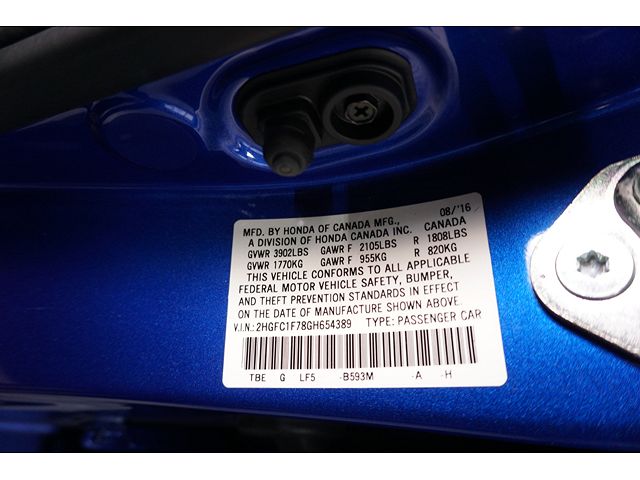 MFD. BY HONDA OF CANADA MFG., 08/'16
A DIVISION OF HONDA CANADA INC. CANADA
GVWR 3902LBS GAWR F 2105LBS R 1808LBS
GVWR 1770KG GAWR F 955KG R 820KG
THIS VEHICLE CONFORMS TO ALL APPLICABLE
FEDERAL MOTOR VEHICLE SAFETY, BUMPER,
AND THEFT PREVENTION STANDARDS IN EFFECT
ON THE DATE OF MANUFACTURE SHOWN ABOVE.
V.I.N.:2HGFC1F78GH654389 TYPE: PASSENGER CAR
TBE G LF5 -B593M -A -H